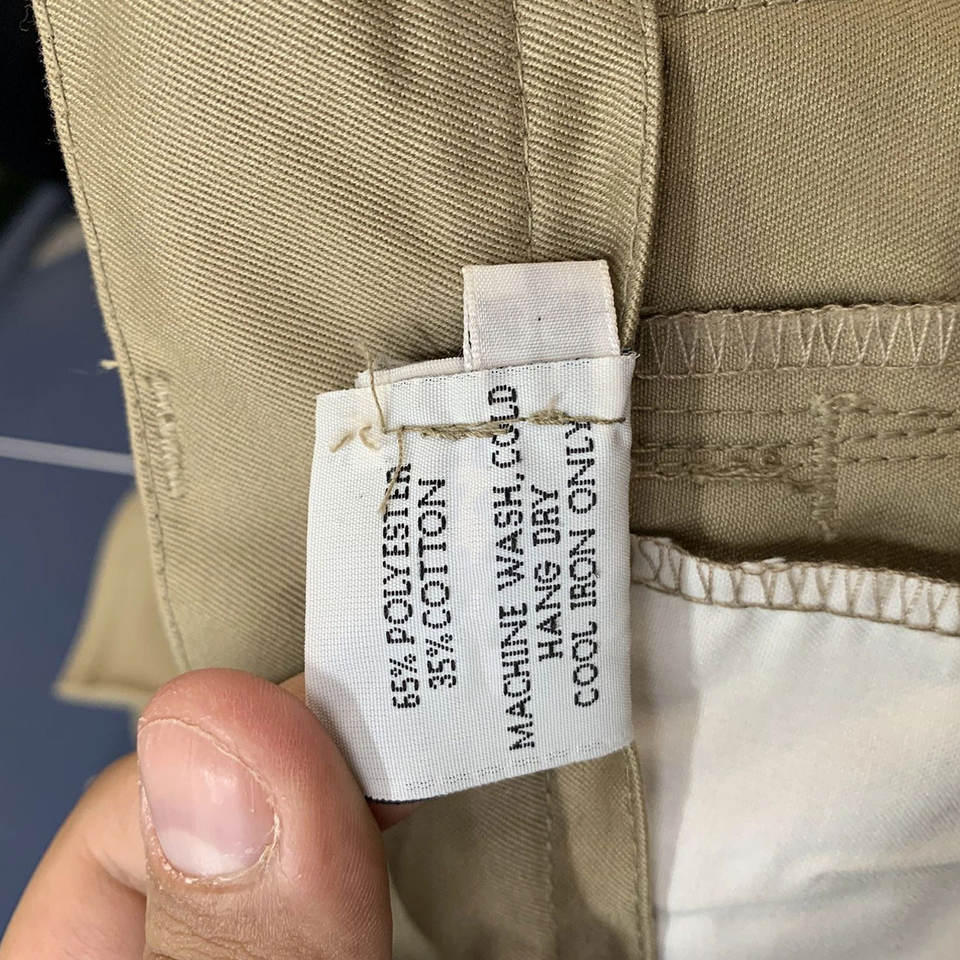 65% POLYESTER
35% COTTON
MACHINE WASH, COLD
HANG DRY
COOL IRON ONLY